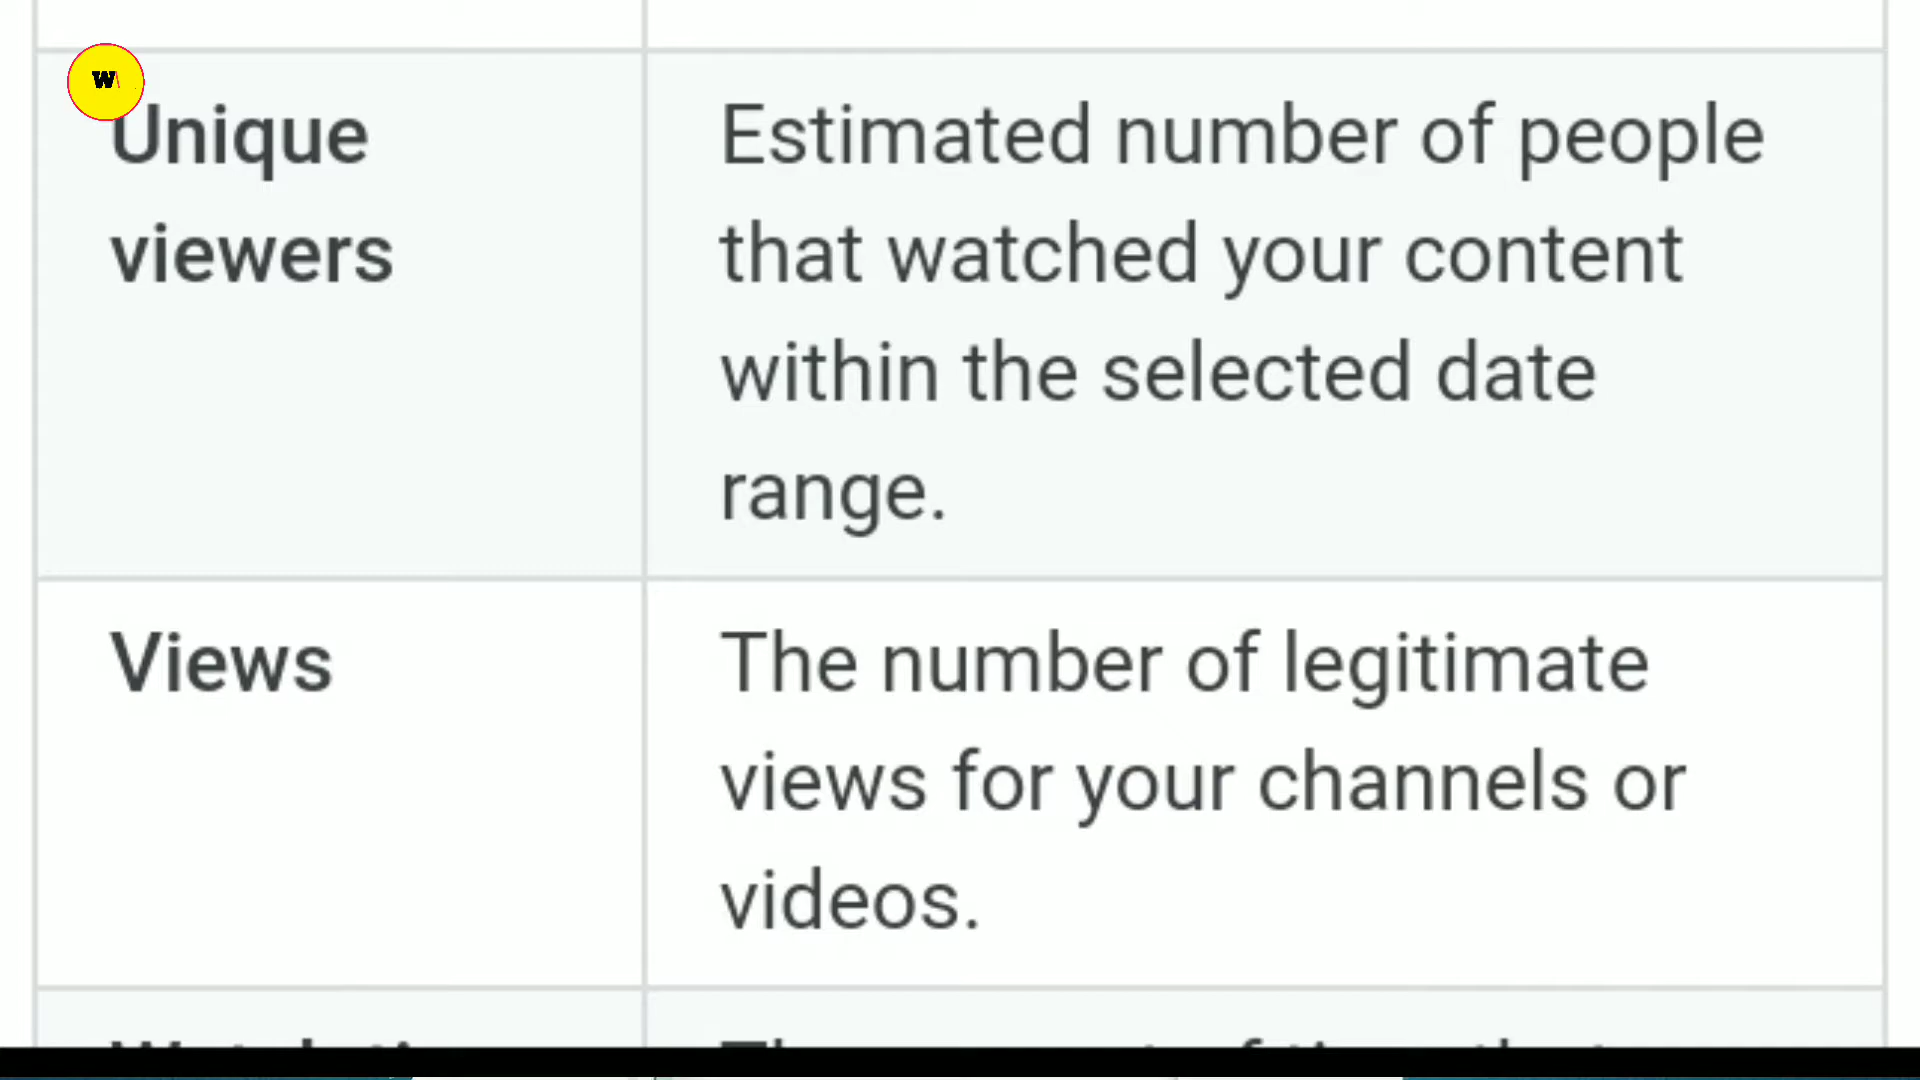 W
Unique
viewers
Estimated number of people
that watched your content
within the selected date
range.
Views
The number of legitimate
views for your channels or
videos.